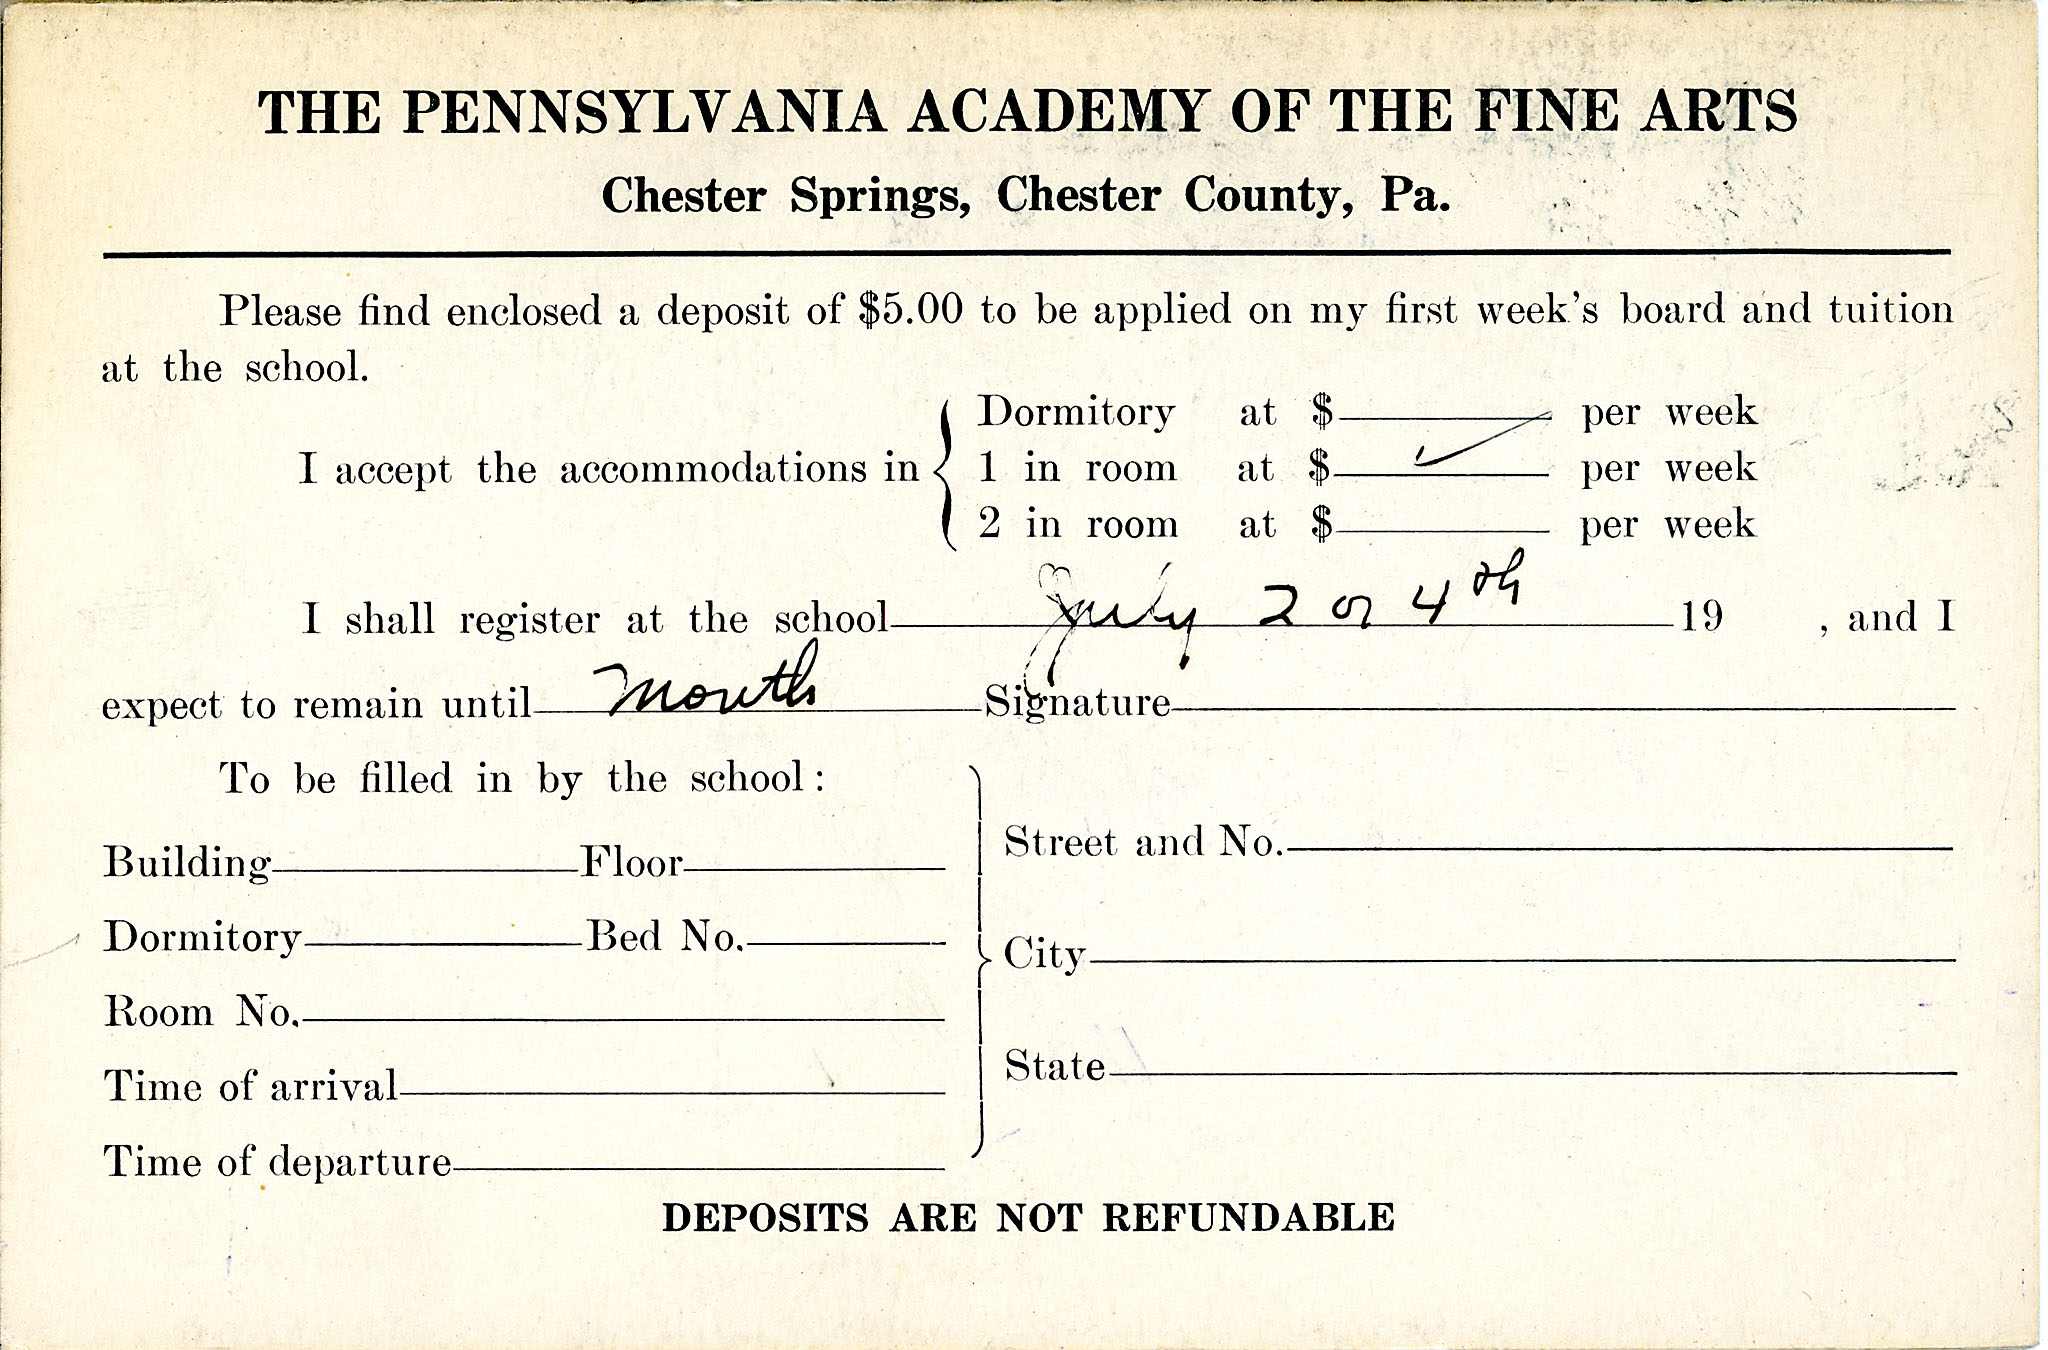 THE PENNSYLVANIA ACADEMY OF THE FINE ARTS
Chester Springs, Chester County, Pa.
Please find enclosed a deposit of $5.00 to be applied on my first week's board and tuition
at the school.
Dormitory at $ per week
I accept the accommodations in 1 in room at $ ✓ per week
2 in room at $ per week
I shall register at the school July 2 or 4th 19 , and I
expect to remain until month Signature
To be filled in by the school:
Building Floor
Dormitory Bed No.
Room No.
Time of arrival
Time of departure
Street and No.
City
State
DEPOSITS ARE NOT REFUNDABLE